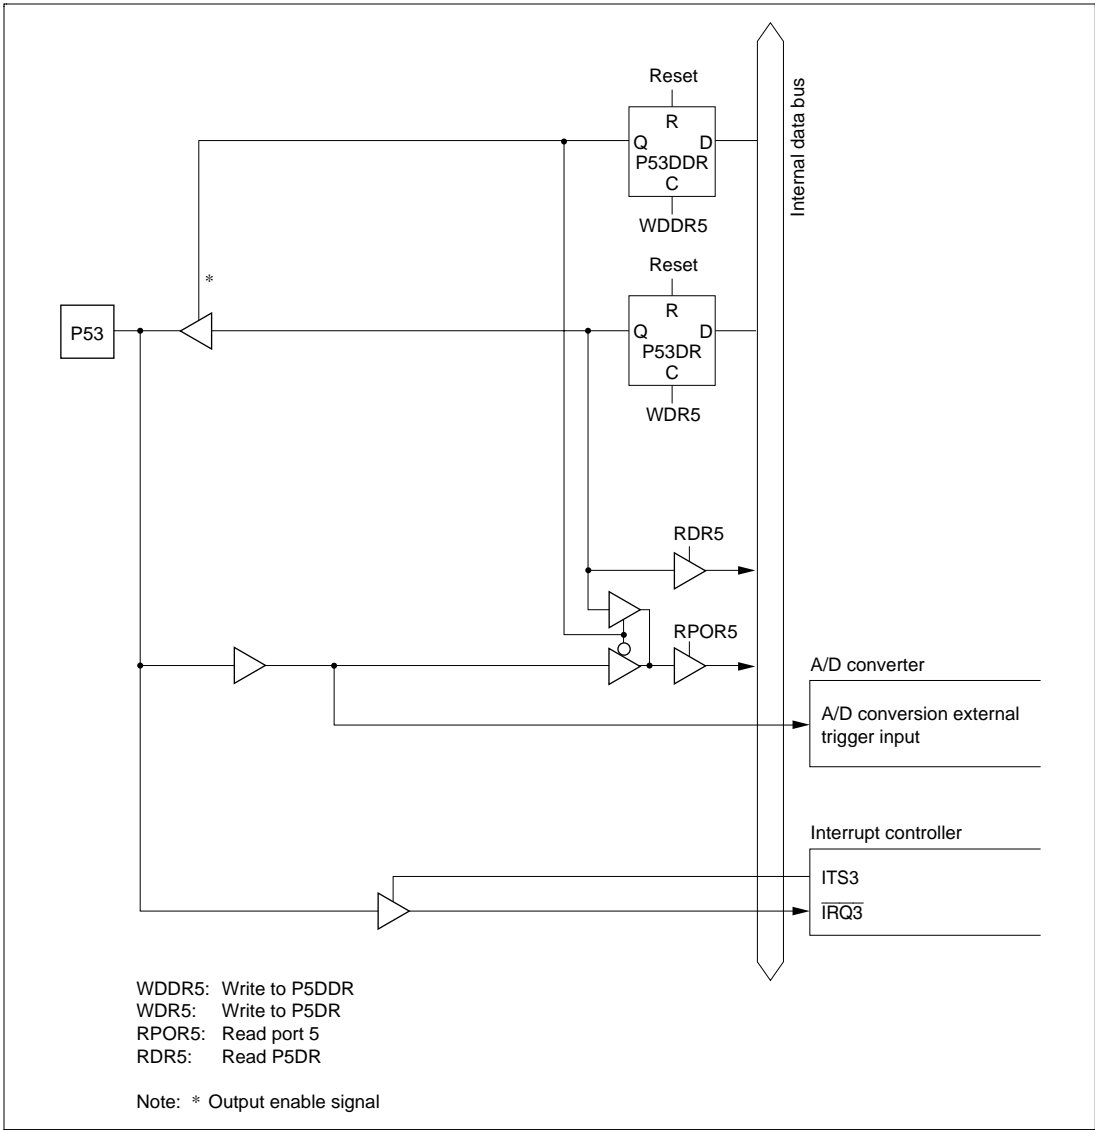 Reset
R
Q D
P53DDR
C
WDDR5
Internal data bus
Reset
*
R
P53
Q D
P53DR
C
WDR5
RDR5
RPOR5
A/D converter
A/D conversion external
trigger input
Interrupt controller
ITS3
IRQ3
WDDR5: Write to P5DDR
WDR5: Write to P5DR
RPOR5: Read port 5
RDR5: Read P5DR
Note: * Output enable signal